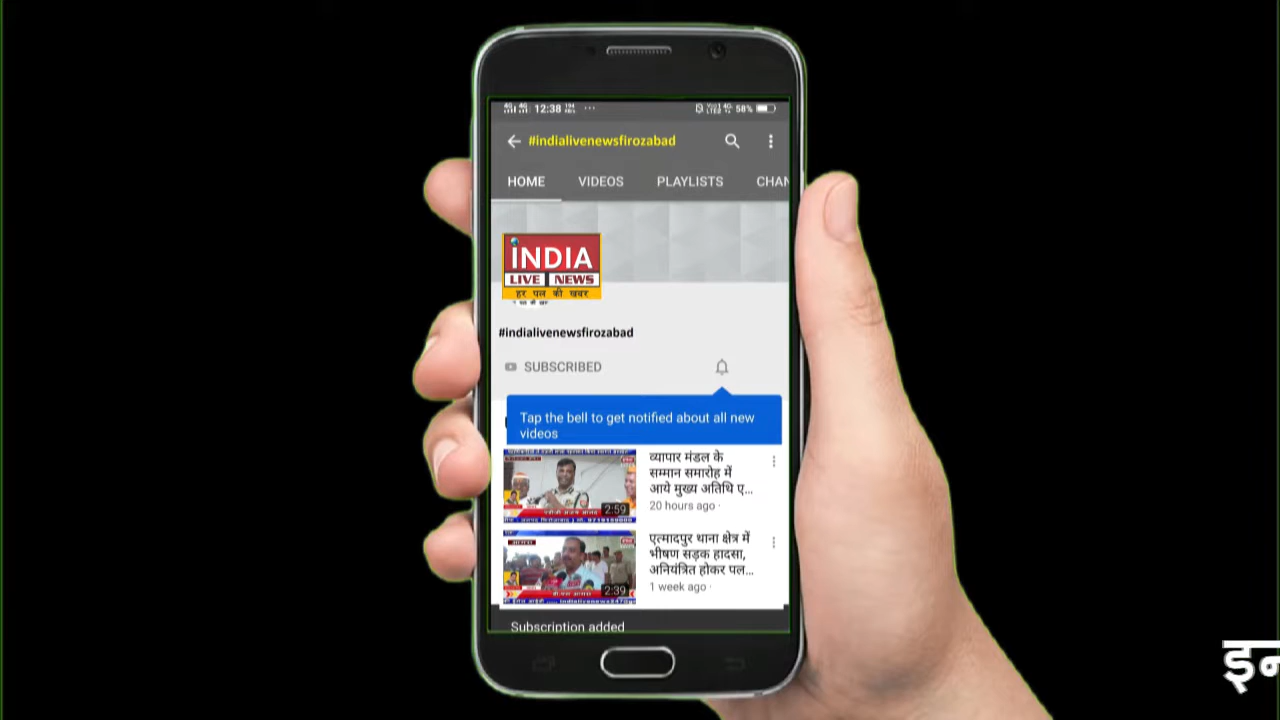 12:38 ... 58%
#indialivenewsfirozabad
HOME VIDEOS PLAYLISTS CHAN
INDIA
LIVE NEWS
हर पल की खबर
#indialivenewsfirozabad
SUBSCRIBED
Tap the bell to get notified about all new
videos
व्यापार मंडल के
सम्मान समारोह में
आये मुख्य अतिथि ए...
20 hours ago ·
2:59
एत्मादपुर थाना क्षेत्र में
भीषण सड़क हादसा,
अनियंत्रित होकर पल...
1 week ago ·
2:39
Subscription added